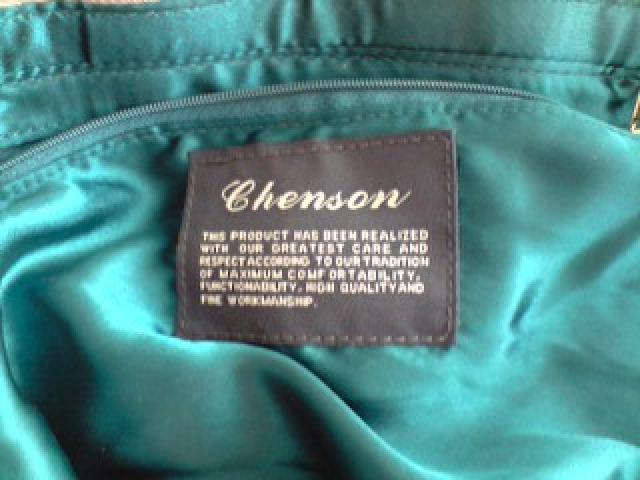 Chenson
THIS PRODUCT HAS BEEN REALIZED
WITH OUR GREATEST CARE AND
RESPECT ACCORDING TO OUR TRADITION
OF MAXIMUM COMFORTABILITY,
FUNCTIONABILITY, HIGH QUALITY AND
FINE WORKMANSHIP.